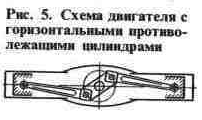 Рис. 5. Схема двигателя с
горизонтальными противо-
лежащими цилиндрами